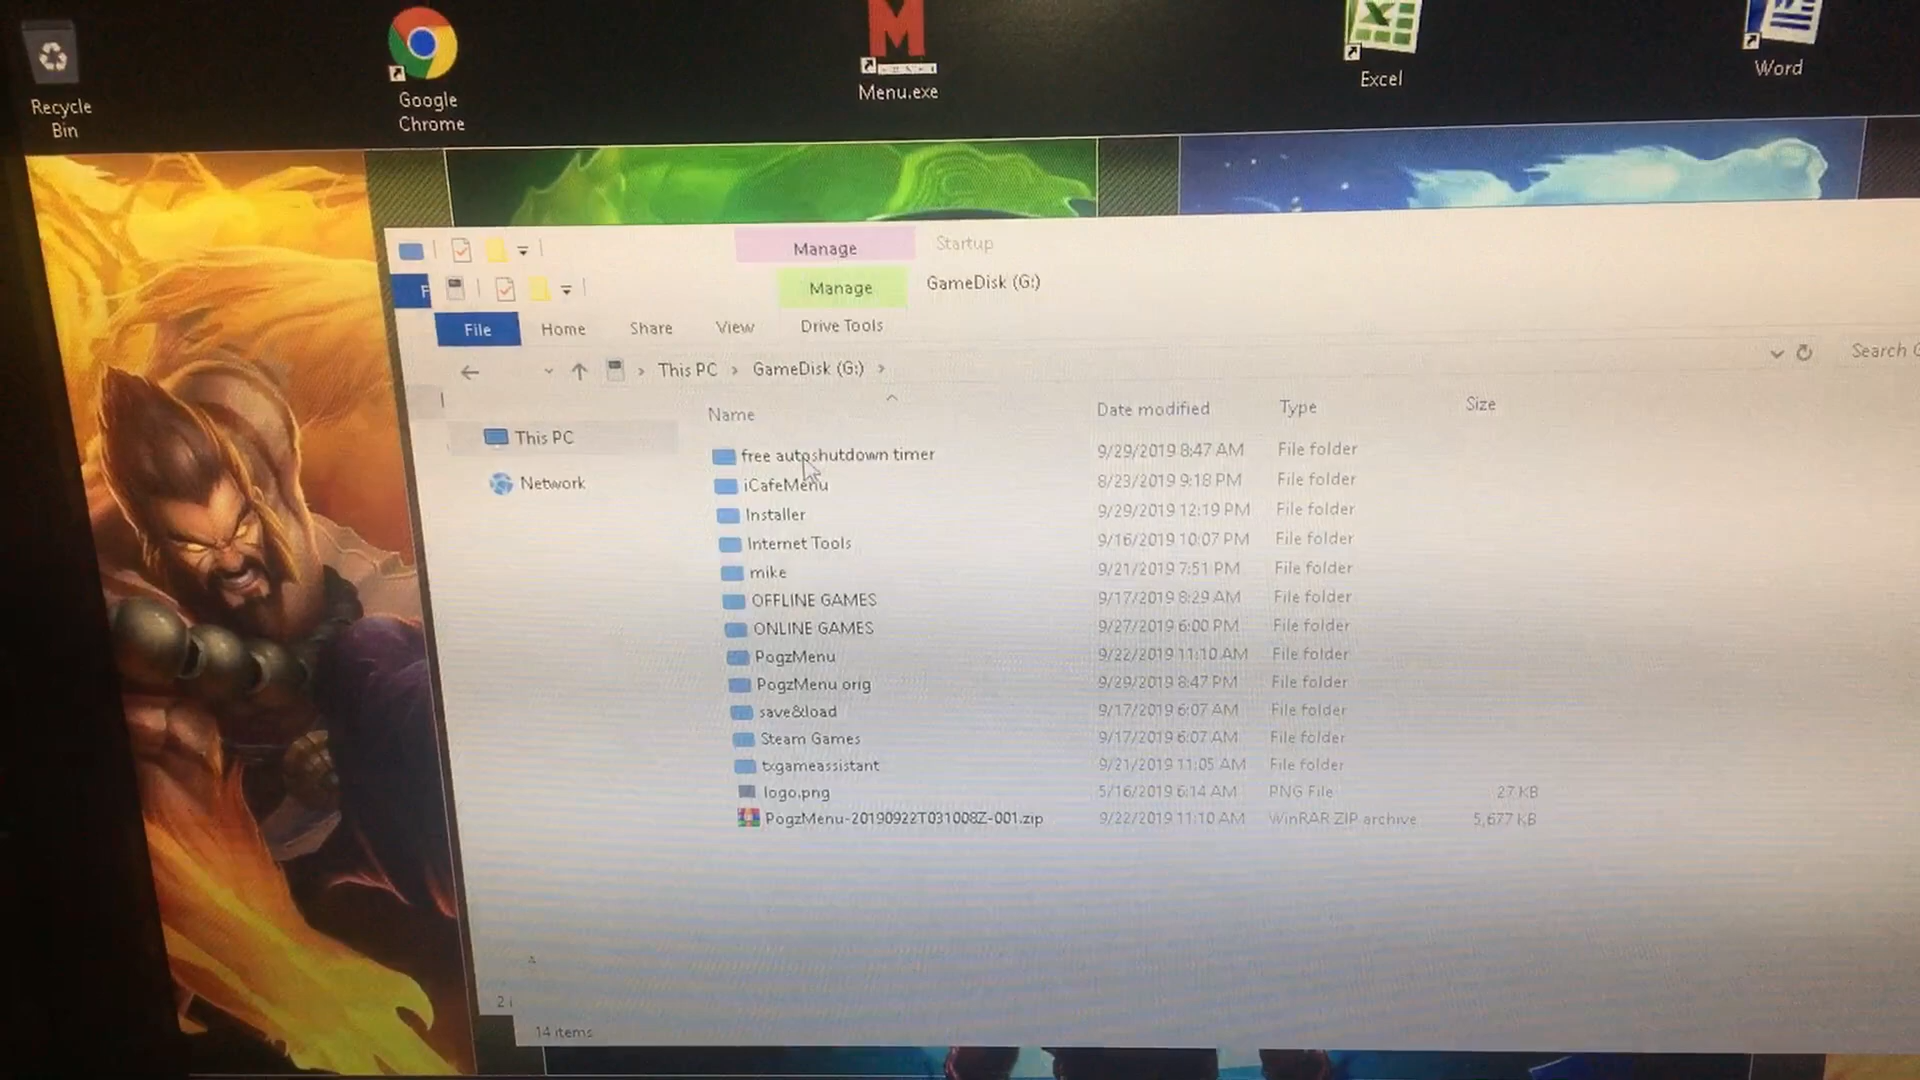 Recycle
Bin
Google
Chrome
M
Menu.exe
Excel
Word
Manage
Startup
F
Manage
GameDisk (G:)
File
Home
Share
View
Drive Tools
This PC
GameDisk (G:)
Search
Name
Date modified
Type
Size
This PC
Network
free autoshutdown timer 9/29/2019 8:47 AM File folder
iCafeMenu 8/23/2019 9:18 PM File folder
Installer 9/29/2019 12:19 PM File folder
Internet Tools 9/16/2019 10:07 PM File folder
mike 9/21/2019 7:51 PM File folder
OFFLINE GAMES 9/17/2019 8:29 AM File folder
ONLINE GAMES 9/27/2019 6:00 PM File folder
PogzMenu 9/22/2019 11:10 AM File folder
PogzMenu orig 9/29/2019 8:47 PM File folder
save&load 9/17/2019 6:07 AM File folder
Steam Games 9/17/2019 6:07 AM File folder
txgameassistant 9/21/2019 11:05 AM File folder
logo.png 5/16/2019 6:14 AM PNG File 27 KB
PogzMenu-20190922T031008Z-001.zip 9/22/2019 11:10 AM WinRAR ZIP archive 5,677 KB
2 i
14 items